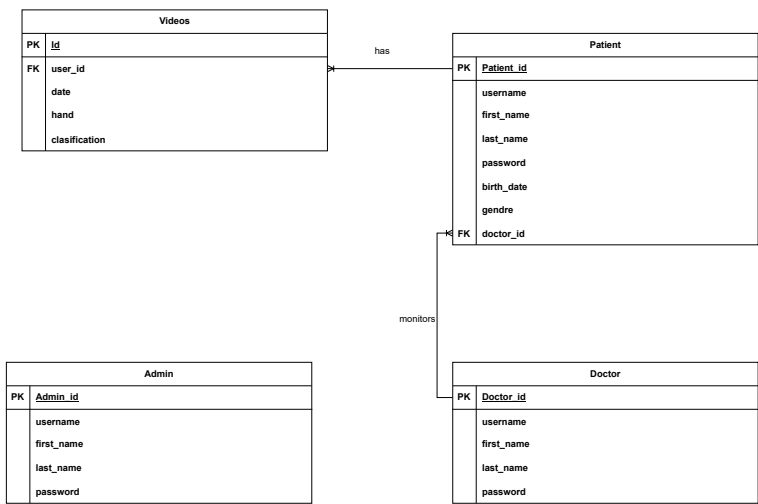 Videos
PK Id
FK user_id
date
hand
clasification
has
Patient
PK Patient_id
username
first_name
last_name
password
birth_date
gendre
FK doctor_id
monitors
Admin
PK Admin_id
username
first_name
last_name
password
Doctor
PK Doctor_id
username
first_name
last_name
password